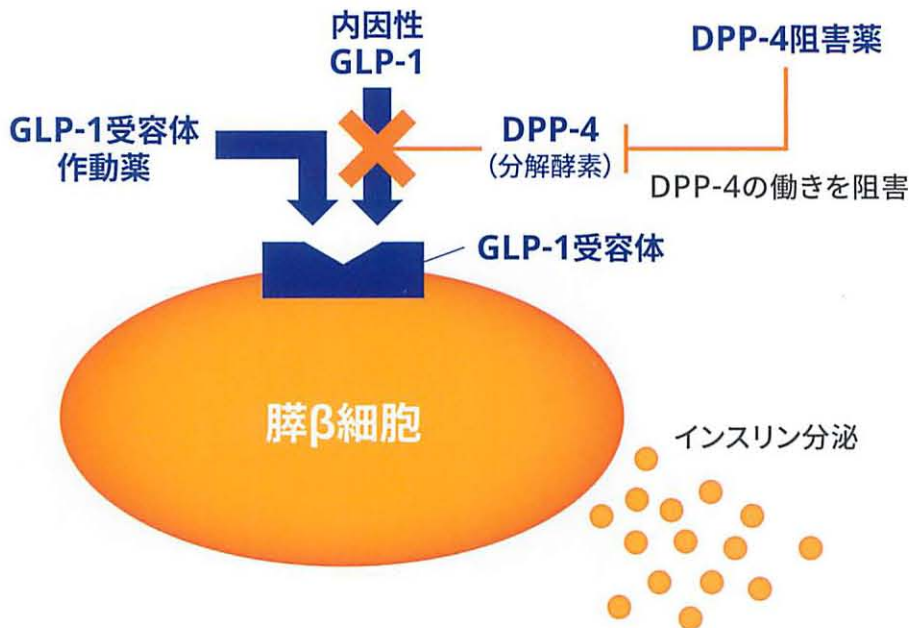 内因性
GLP-1
DPP-4阻害薬
GLP-1受容体
作動薬
DPP-4
(分解酵素)
DPP-4の働きを阻害
GLP-1受容体
膵β細胞
インスリン分泌